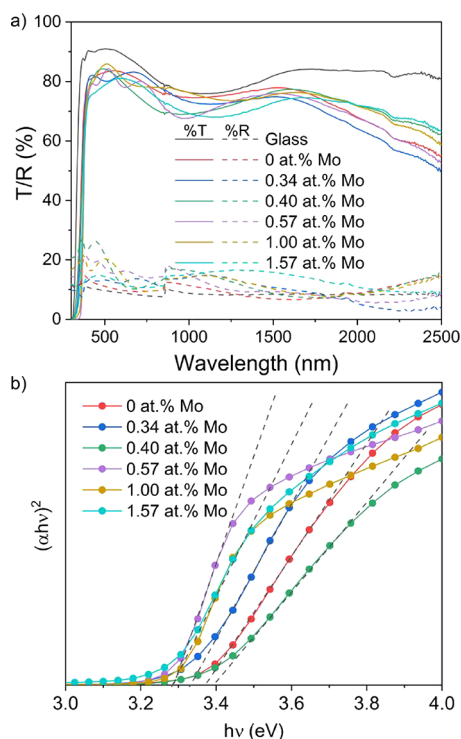 a)
100
80
60
40
20
0
T/R (%)
%T %R
Glass
0 at.% Mo
0.34 at.% Mo
0.40 at.% Mo
0.57 at.% Mo
1.00 at.% Mo
1.57 at.% Mo
500 1000 1500 2000 2500
Wavelength (nm)
b)
0 at.% Mo
0.34 at.% Mo
0.40 at.% Mo
0.57 at.% Mo
1.00 at.% Mo
1.57 at.% Mo
(αhν)²
3.0 3.2 3.4 3.6 3.8 4.0
hν (eV)